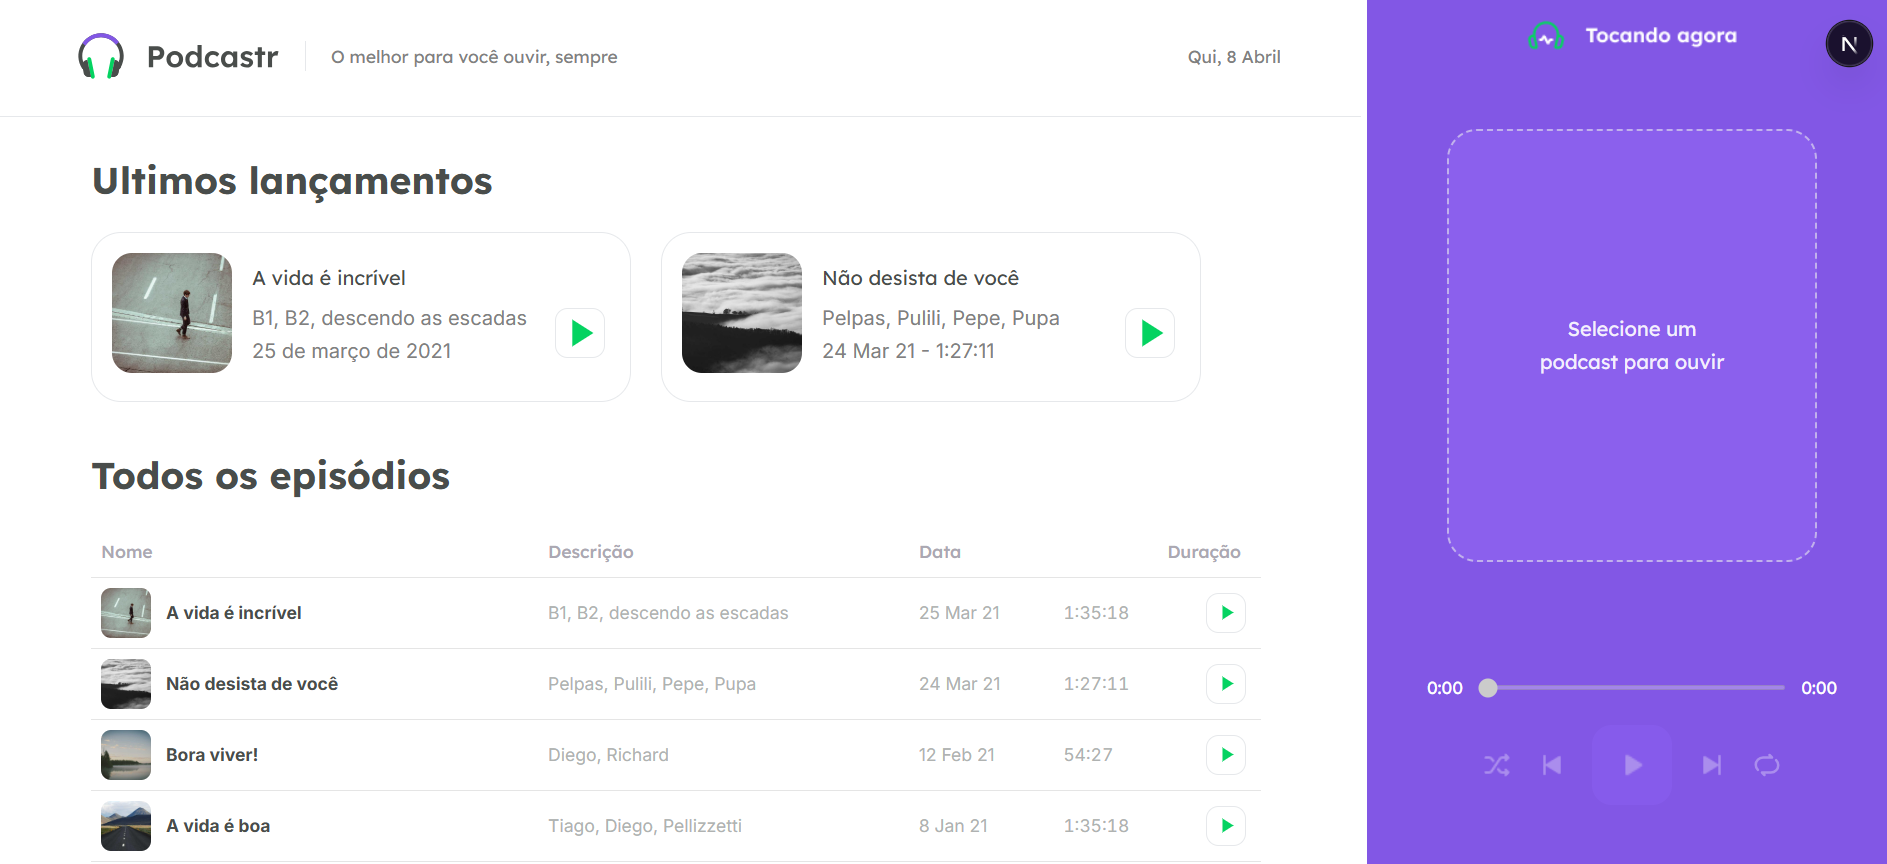 Podcastr
O melhor para você ouvir, sempre
Qui, 8 Abril
Ultimos lançamentos
A vida é incrível
B1, B2, descendo as escadas
25 de março de 2021
Não desista de você
Pelpas, Pulili, Pepe, Pupa
24 Mar 21 - 1:27:11
Todos os episódios
Nome Descrição Data Duração
A vida é incrível B1, B2, descendo as escadas 25 Mar 21 1:35:18
Não desista de você Pelpas, Pulili, Pepe, Pupa 24 Mar 21 1:27:11
Bora viver! Diego, Richard 12 Feb 21 54:27
A vida é boa Tiago, Diego, Pellizzetti 8 Jan 21 1:35:18
Tocando agora
N
Selecione um
podcast para ouvir
0:00 0:00